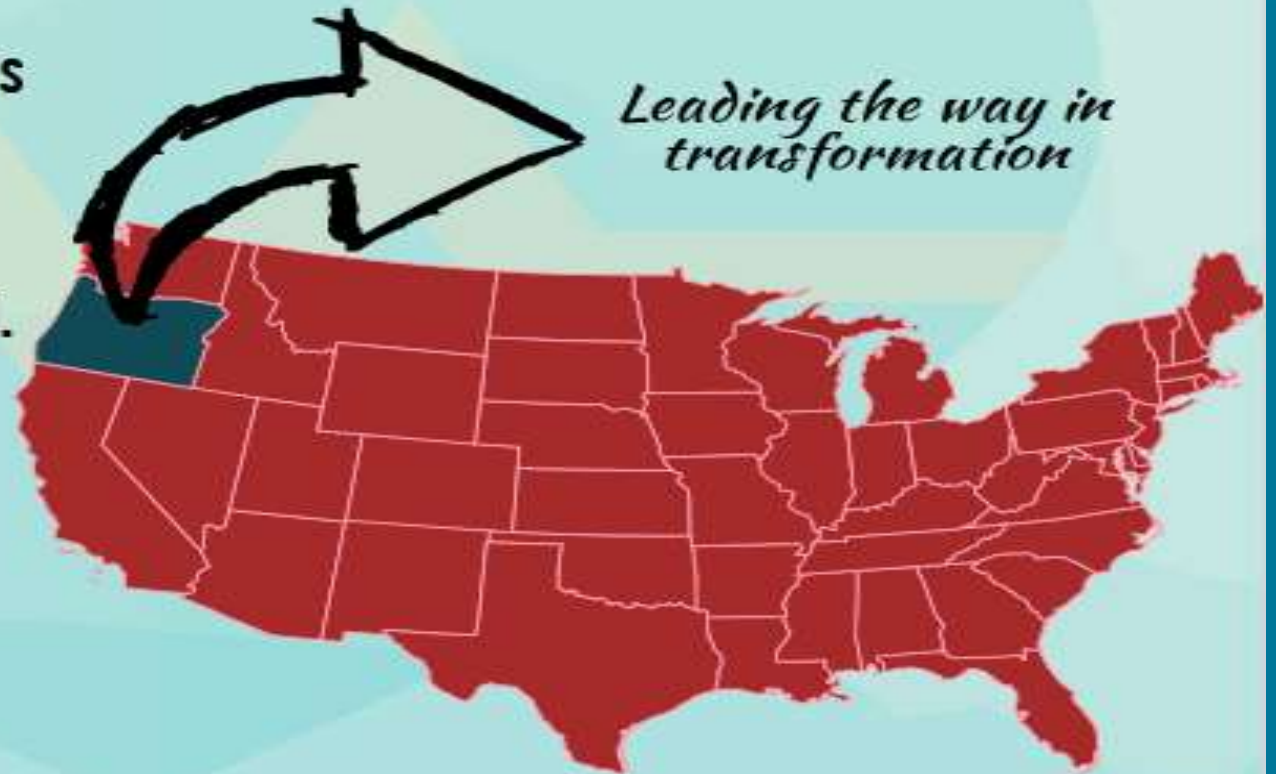 s
Leading the way in
transformation
.